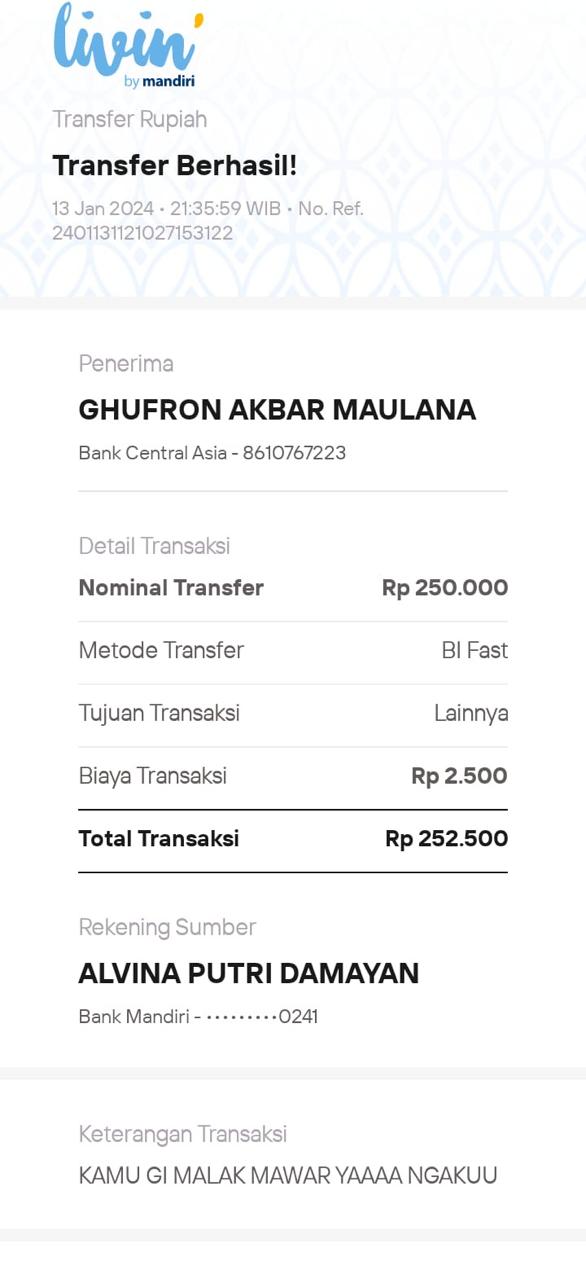 livin'
by mandiri
Transfer Rupiah
Transfer Berhasil!
13 Jan 2024 • 21:35:59 WIB • No. Ref.
2401131121027153122
Penerima
GHUFRON AKBAR MAULANA
Bank Central Asia - 8610767223
Detail Transaksi
Nominal Transfer Rp 250.000
Metode Transfer BI Fast
Tujuan Transaksi Lainnya
Biaya Transaksi Rp 2.500
Total Transaksi Rp 252.500
Rekening Sumber
ALVINA PUTRI DAMAYAN
Bank Mandiri - •••••••••0241
Keterangan Transaksi
KAMU GI MALAK MAWAR YAAAA NGAKUU